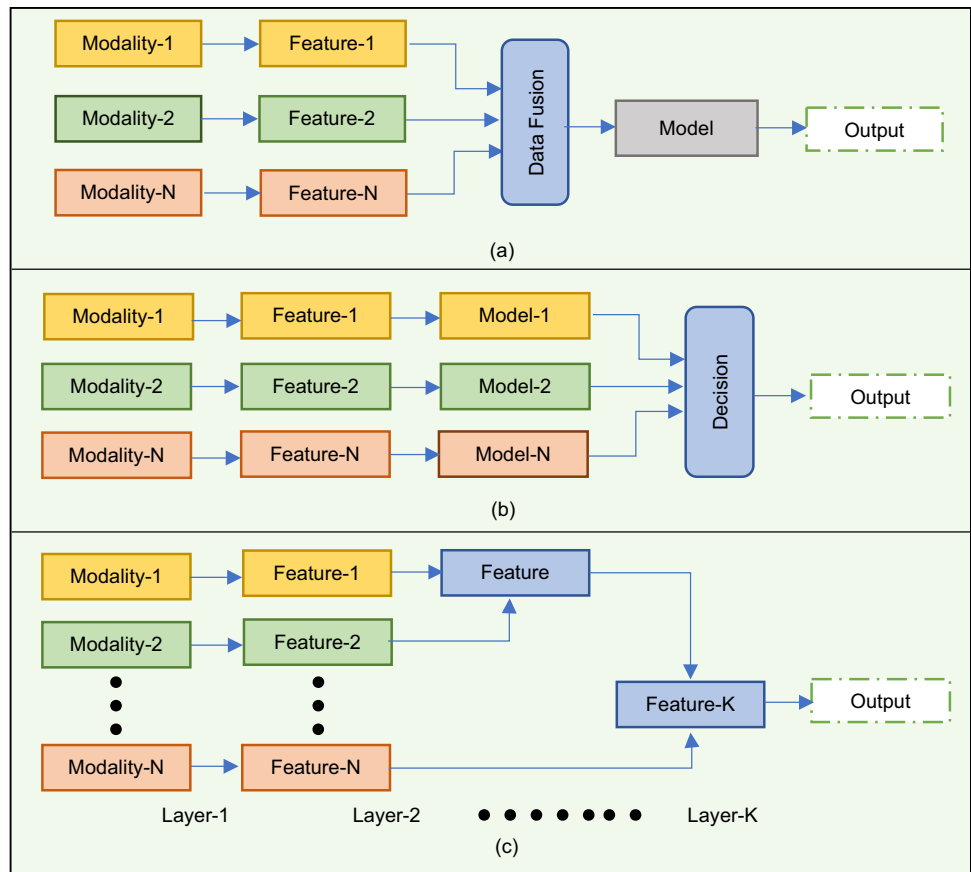 Modality-1 Feature-1
Modality-2 Feature-2
Modality-N Feature-N
Data Fusion
Model
Output
(a)
Modality-1 Feature-1 Model-1
Modality-2 Feature-2 Model-2
Modality-N Feature-N Model-N
Decision
Output
(b)
Modality-1 Feature-1 Feature
Modality-2 Feature-2
Feature-K Output
Modality-N Feature-N
Layer-1 Layer-2 Layer-K
(c)